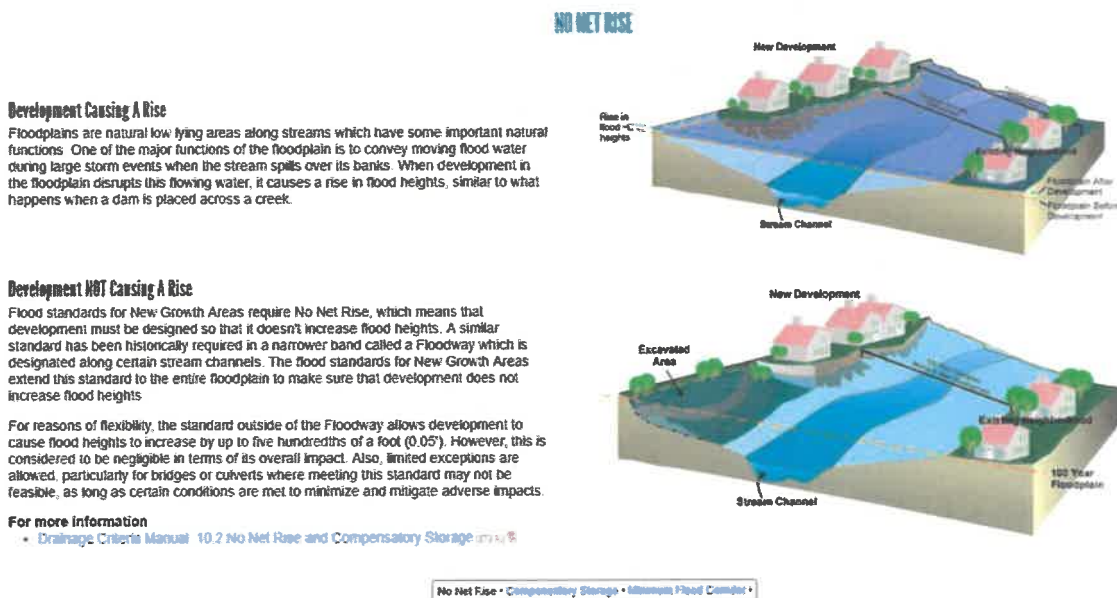 NO NET RISE
Development Causing A Rise
Floodplains are natural low lying areas along streams which have some important natural
functions One of the major functions of the floodplain is to convey moving flood water
during large storm events when the stream spills over its banks. When development in
the floodplain disrupts this flowing water, it causes a rise in flood heights, similar to what
happens when a dam is placed across a creek.
New Development
Rise in
flood
heights
Existing Neighborhood
Floodplain After
Development
Floodplain Before
Development
Stream Channel
Development NOT Causing A Rise
Flood standards for New Growth Areas require No Net Rise, which means that
development must be designed so that it doesn't increase flood heights. A similar
standard has been historically required in a narrower band called a Floodway which is
designated along certain stream channels. The flood standards for New Growth Areas
extend this standard to the entire floodplain to make sure that development does not
increase flood heights
For reasons of flexibility, the standard outside of the Floodway allows development to
cause flood heights to increase by up to five hundredths of a foot (0.05'). However, this is
considered to be negligible in terms of its overall impact. Also, limited exceptions are
allowed, particularly for bridges or culverts where meeting this standard may not be
feasible, as long as certain conditions are met to minimize and mitigate adverse impacts.
New Development
Excavated
Area
Existing Neighborhood
100 Year
Floodplain
Stream Channel
For more information
• Drainage Criteria Manual 10.2 No Net Rise and Compensatory Storage
No Net Rise • Compensatory Storage • Minimum Flood Corridor •